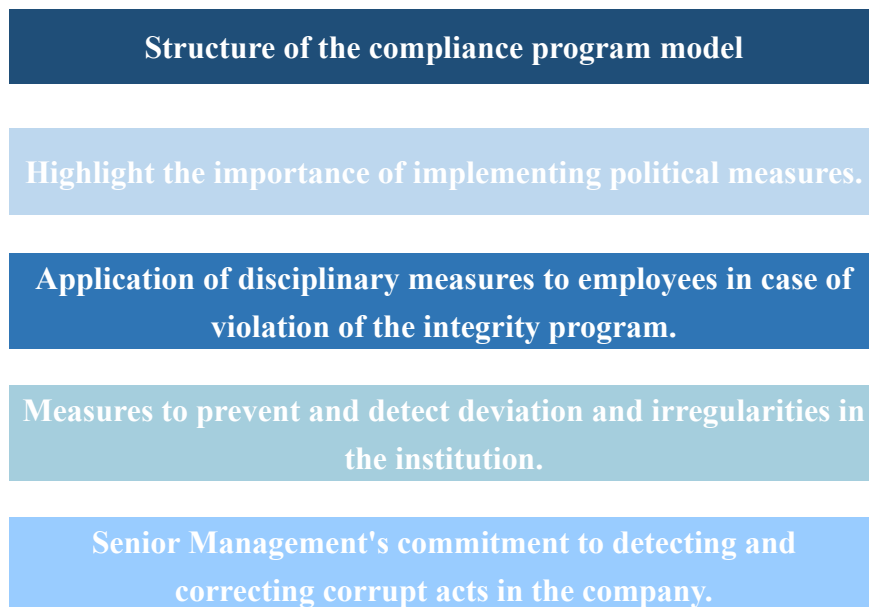 Structure of the compliance program model
Highlight the importance of implementing political measures.
Application of disciplinary measures to employees in case of
violation of the integrity program.
Measures to prevent and detect deviation and irregularities in
the institution.
Senior Management's commitment to detecting and
correcting corrupt acts in the company.